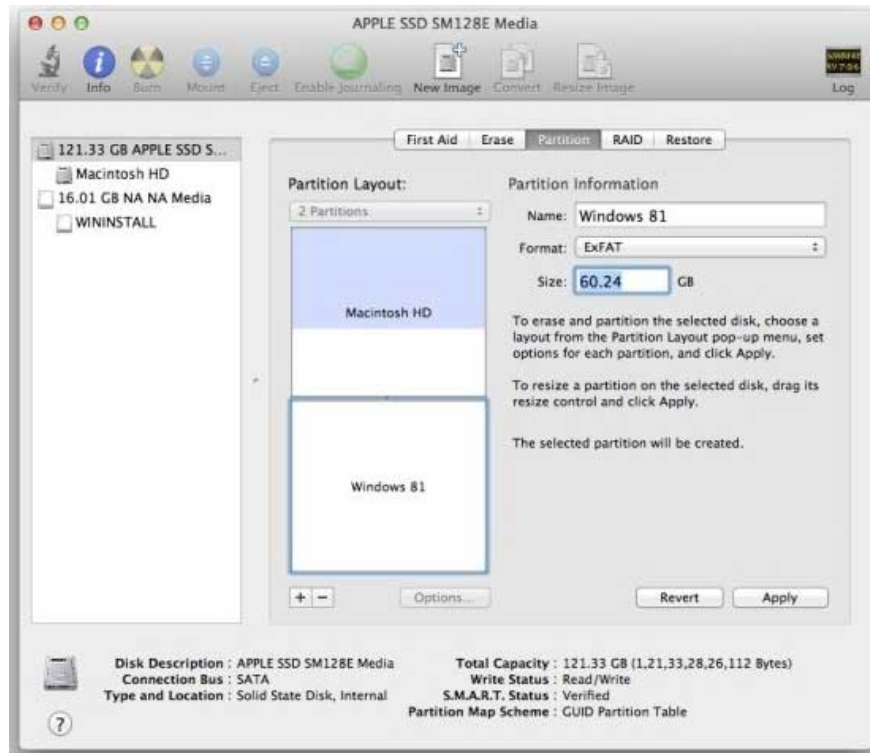 APPLE SSD SM128E Media
Verify Info Burn Mount Eject Enable Journaling New Image Convert Resize Image Log
First Aid Erase Partition RAID Restore
121.33 GB APPLE SSD S...
Macintosh HD
16.01 GB NA NA Media
WININSTALL
Partition Layout:
2 Partitions
Macintosh HD
Windows 81
+ − Options...
Partition Information
Name: Windows 81
Format: ExFAT
Size: 60.24 GB
To erase and partition the selected disk, choose a
layout from the Partition Layout pop-up menu, set
options for each partition, and click Apply.
To resize a partition on the selected disk, drag its
resize control and click Apply.
The selected partition will be created.
Revert Apply
Disk Description : APPLE SSD SM128E Media
Connection Bus : SATA
Type and Location : Solid State Disk, Internal
Total Capacity : 121.33 GB (1,21,33,28,26,112 Bytes)
Write Status : Read/Write
S.M.A.R.T. Status : Verified
Partition Map Scheme : GUID Partition Table
?